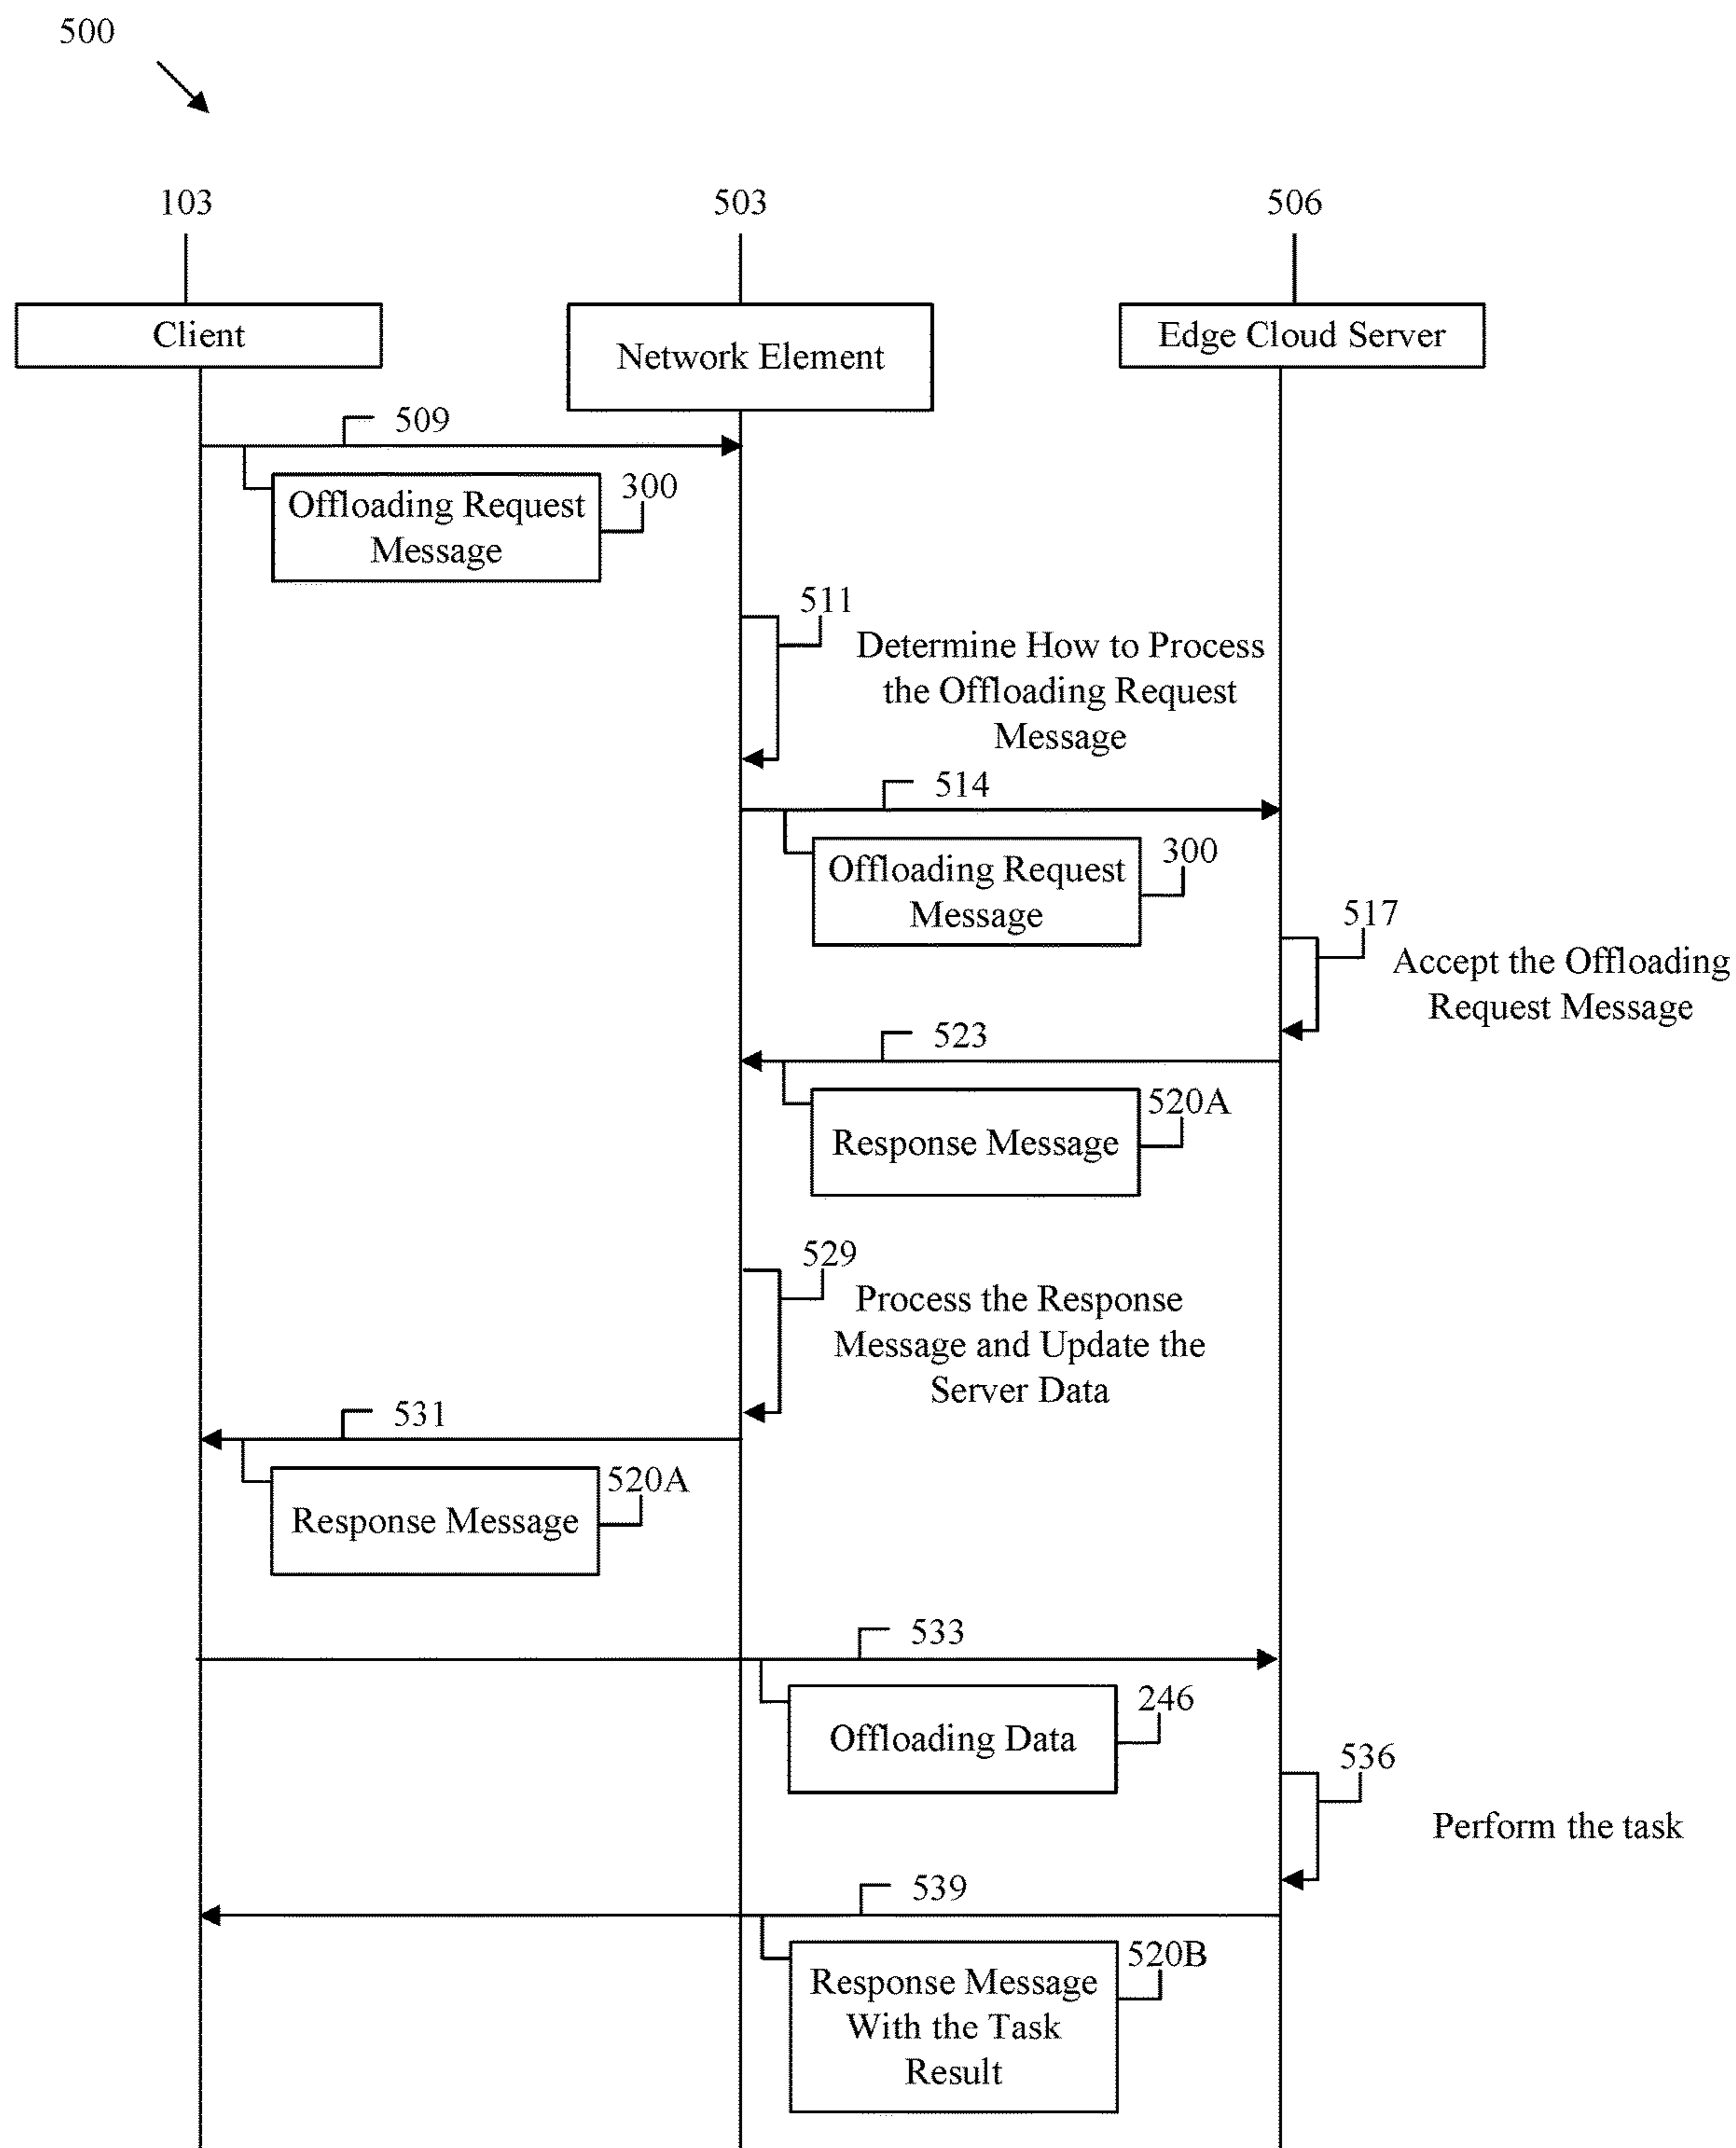 500
103
503
506
Client
Network Element
Edge Cloud Server
509
Offloading Request
Message
300
511
Determine How to Process
the Offloading Request
Message
514
Offloading Request
Message
300
517
Accept the Offloading
Request Message
523
Response Message
520A
529
Process the Response
Message and Update the
Server Data
531
Response Message
520A
533
Offloading Data
246
536
Perform the task
539
Response Message
With the Task
Result
520B